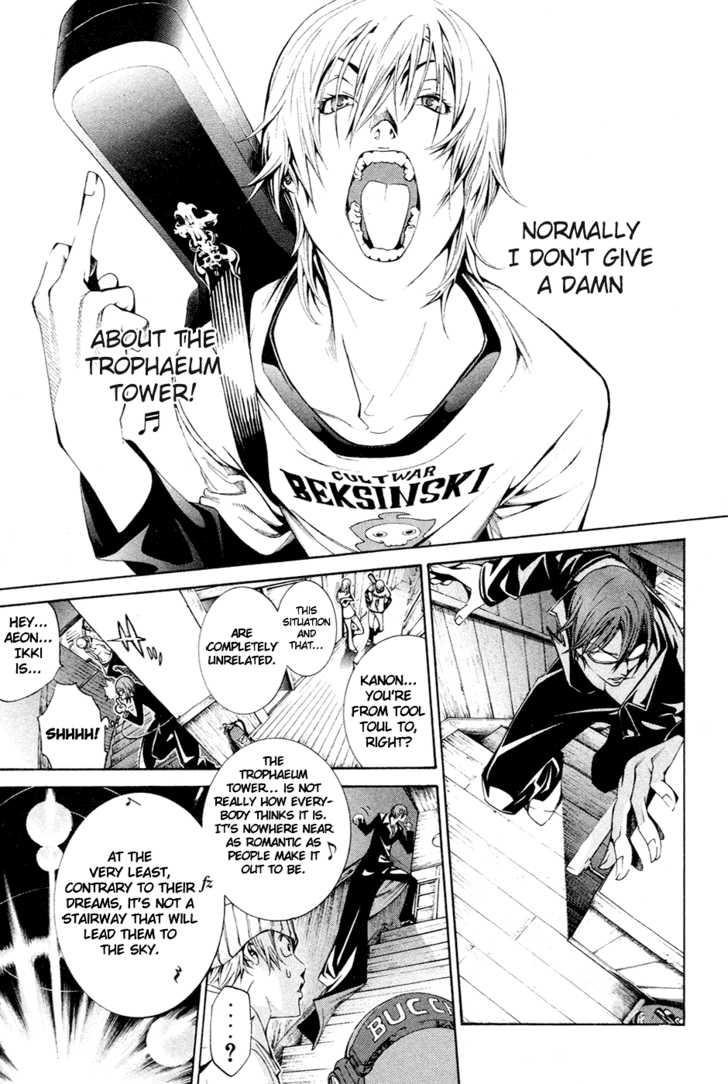 NORMALLY
I DON'T GIVE
A DAMN
ABOUT THE
TROPHAEUM
TOWER!
CULTWAR
BEKSINSKI
KANON...
YOU'RE
FROM TOOL
TOUL TO,
RIGHT?
THIS
SITUATION
AND
THAT...
ARE
COMPLETELY
UNRELATED.
HEY...
AEON...
IKKI
IS...
SHHHH!
THE
TROPHAEUM
TOWER... IS NOT
REALLY HOW EVERY-
BODY THINKS IT IS.
IT'S NOWHERE NEAR
AS ROMANTIC AS
PEOPLE MAKE IT
OUT TO BE.
....?
BUCC
AT THE
VERY LEAST,
CONTRARY TO THEIR
DREAMS, IT'S NOT A
STAIRWAY THAT WILL
LEAD THEM TO
THE SKY.
fz